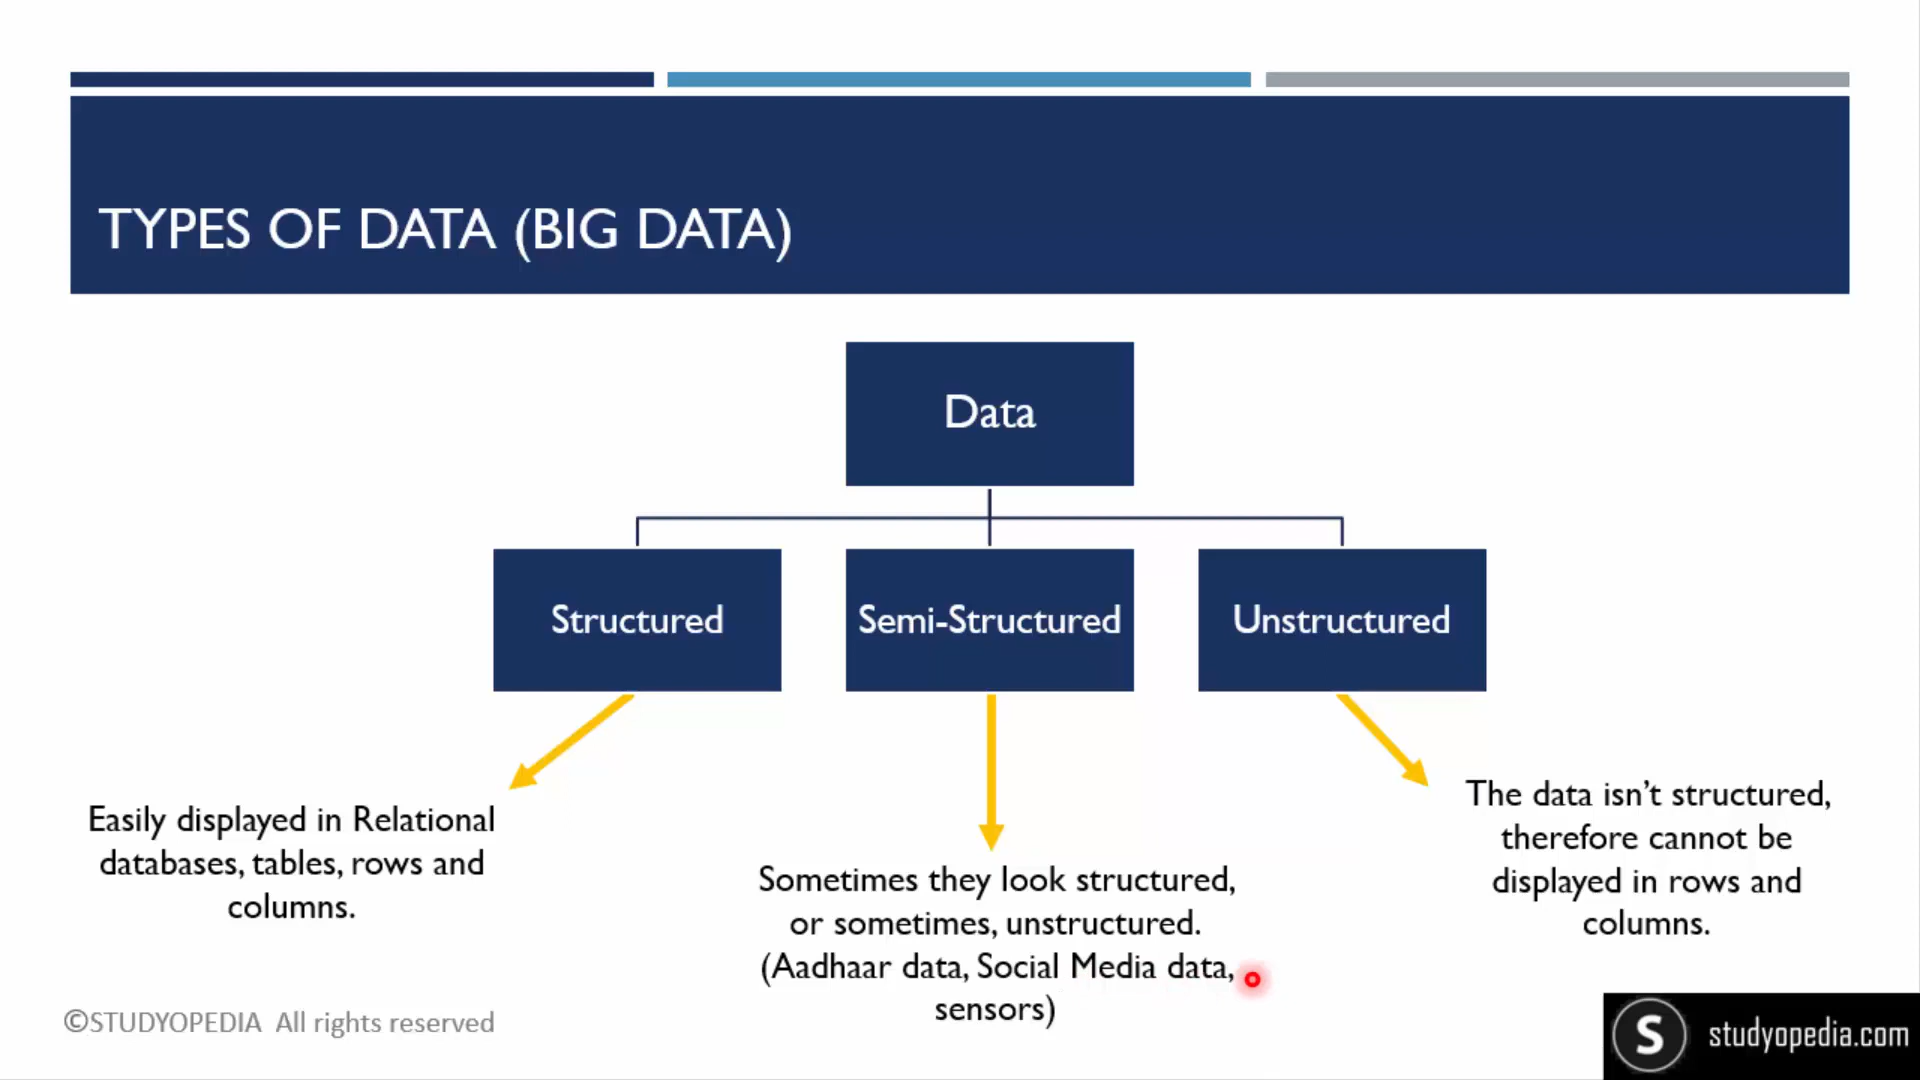 TYPES OF DATA (BIG DATA)
Data
Structured
Semi-Structured
Unstructured
Easily displayed in Relational
databases, tables, rows and
columns.
Sometimes they look structured,
or sometimes, unstructured.
(Aadhaar data, Social Media data,
sensors)
The data isn't structured,
therefore cannot be
displayed in rows and
columns.
©STUDYOPEDIA All rights reserved
S
studyopedia.com